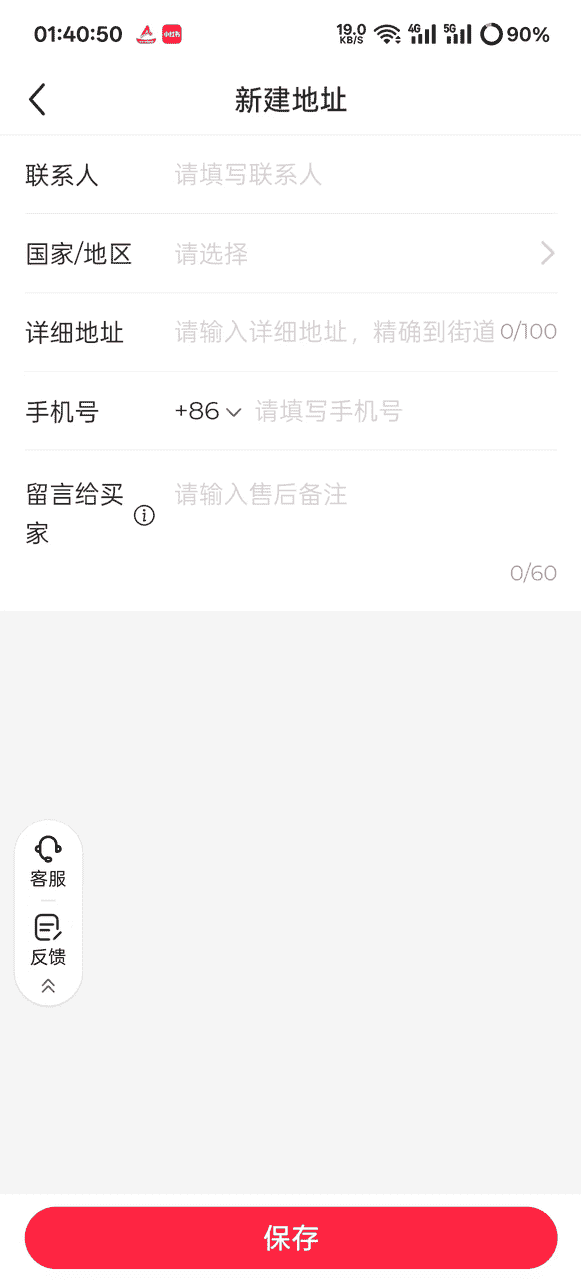 01:40:50 小红书 19.0 KB/S 4G 5G 90%
新建地址
联系人 请填写联系人
国家/地区 请选择
详细地址 请输入详细地址，精确到街道 0/100
手机号 +86 请填写手机号
留言给买
家
请输入售后备注
0/60
客服
反馈
保存